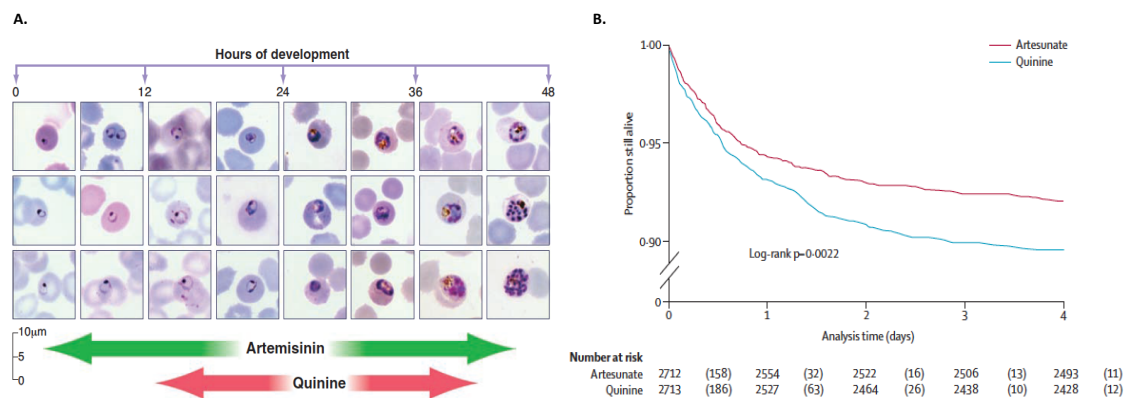 A.
Hours of development
0 12 24 36 48
10μm
5
0
Artemisinin
Quinine
B.
1·00
0·95
0·90
0
Proportion still alive
Artesunate
Quinine
Log-rank p=0·0022
0 1 2 3 4
Analysis time (days)
Number at risk
Artesunate 2712 (158) 2554 (32) 2522 (16) 2506 (13) 2493 (11)
Quinine 2713 (186) 2527 (63) 2464 (26) 2438 (10) 2428 (12)